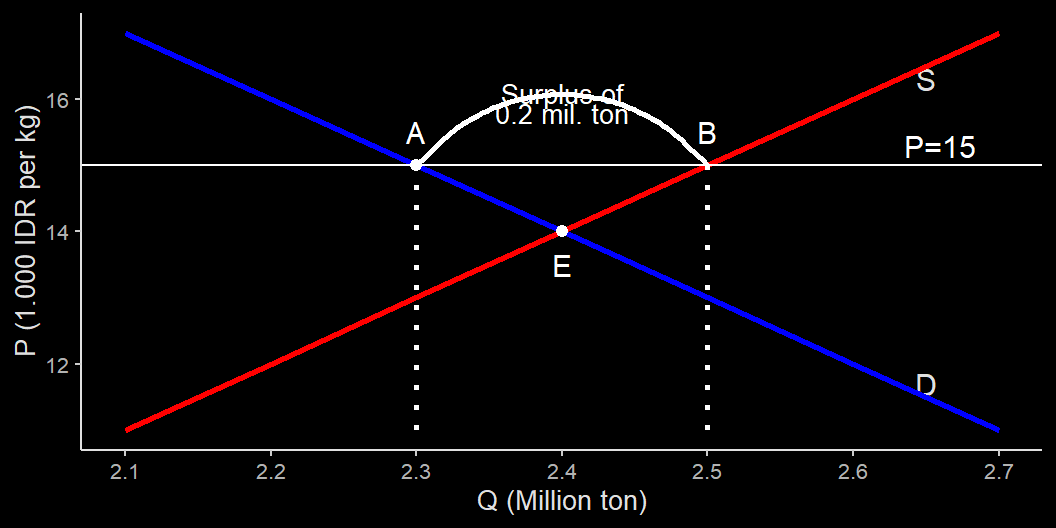 Surplus of
0.2 mil. ton
A
B
S
P=15
E
D
16
14
12
P (1.000 IDR per kg)
2.1
2.2
2.3
2.4
2.5
2.6
2.7
Q (Million ton)